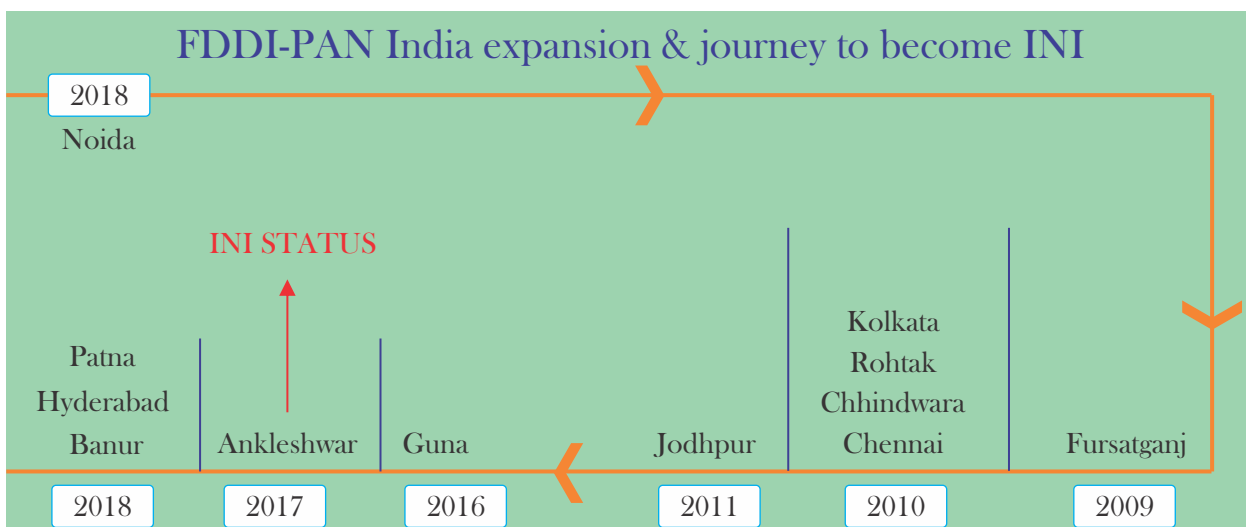 FDDI-PAN India expansion & journey to become INI
2018
Noida
INI STATUS
Patna
Hyderabad
Banur
Ankleshwar
Guna
Jodhpur
Kolkata
Rohtak
Chhindwara
Chennai
Fursatganj
2018
2017
2016
2011
2010
2009